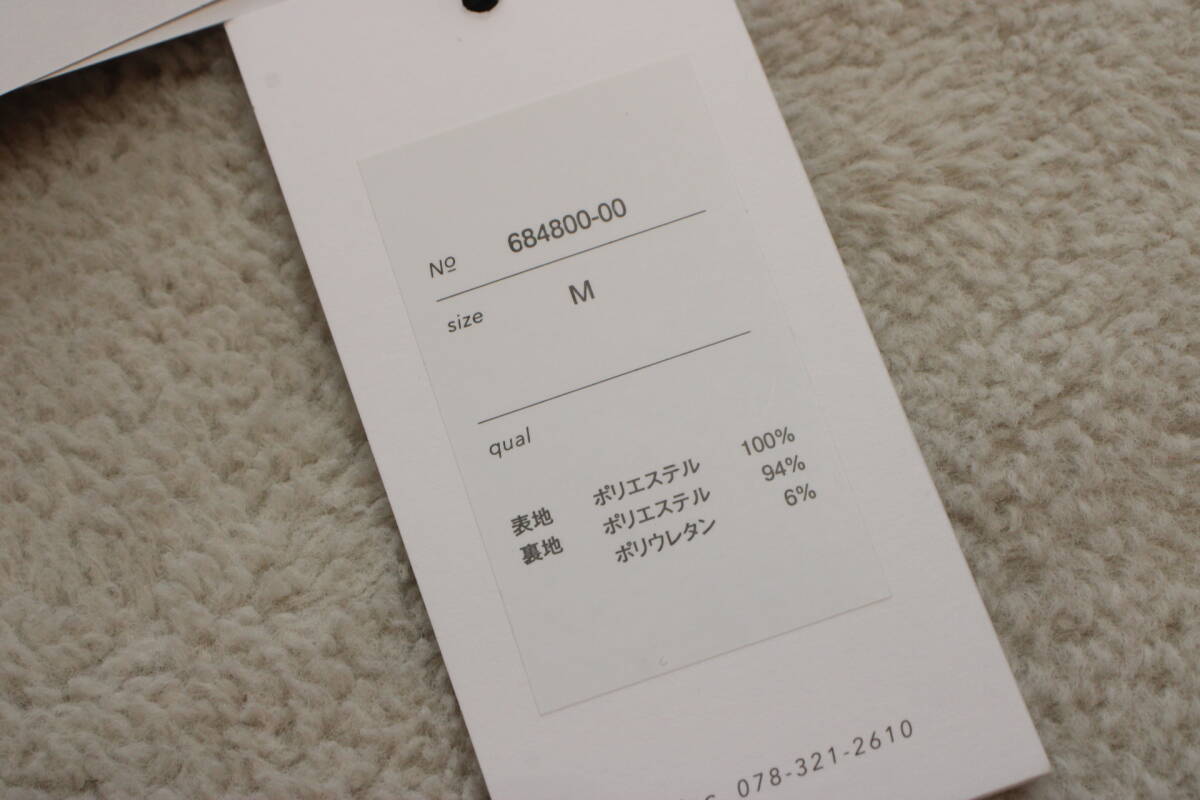 № 684800-00
size M
qual
表地 ポリエステル 100%
裏地 ポリエステル 94%
ポリウレタン 6%
078-321-2610